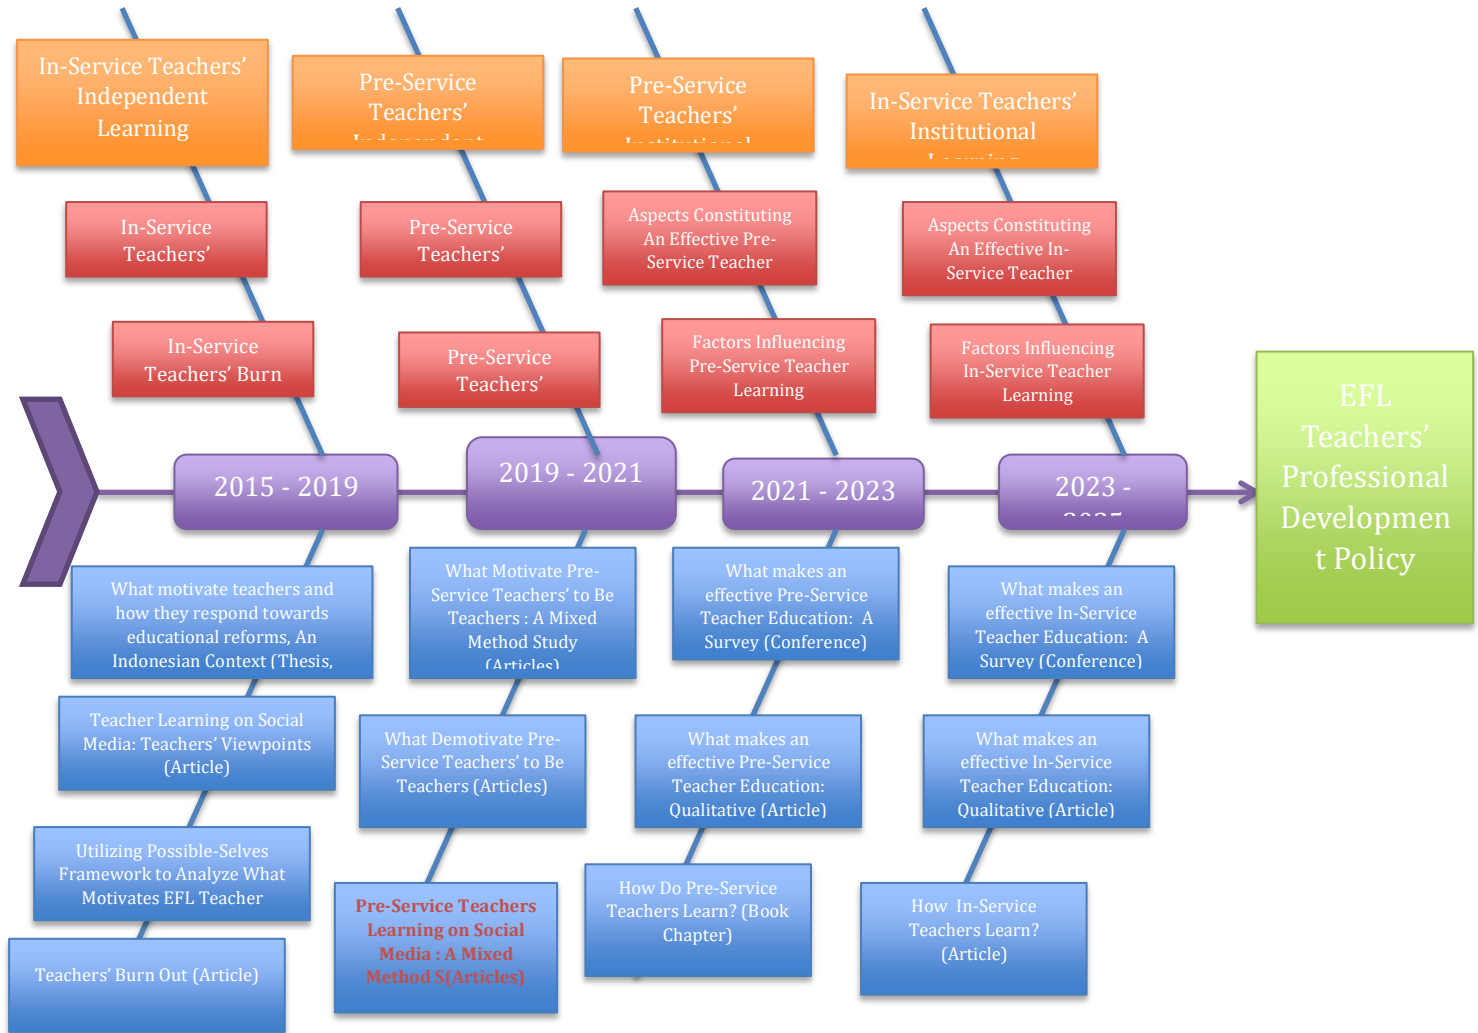 In-Service Teachers'
Independent
Learning
Pre-Service
Teachers'
Pre-Service
Teachers'
In-Service Teachers'
Institutional
In-Service
Teachers'
Pre-Service
Teachers'
Aspects Constituting
An Effective Pre-
Service Teacher
Aspects Constituting
An Effective In-
Service Teacher
In-Service
Teachers' Burn
Pre-Service
Teachers'
Factors Influencing
Pre-Service Teacher
Learning
Factors Influencing
In-Service Teacher
Learning
2015 - 2019
2019 - 2021
2021 - 2023
2023 -
EFL
Teachers'
Professional
Developmen
t Policy
What motivate teachers and
how they respond towards
educational reforms, An
Indonesian Context (Thesis,
What Motivate Pre-
Service Teachers' to Be
Teachers : A Mixed
Method Study
(Articles)
What makes an
effective Pre-Service
Teacher Education: A
Survey (Conference)
What makes an
effective In-Service
Teacher Education: A
Survey (Conference)
Teacher Learning on Social
Media: Teachers' Viewpoints
(Article)
What Demotivate Pre-
Service Teachers' to Be
Teachers (Articles)
What makes an
effective Pre-Service
Teacher Education:
Qualitative (Article)
What makes an
effective In-Service
Teacher Education:
Qualitative (Article)
Utilizing Possible-Selves
Framework to Analyze What
Motivates EFL Teacher
Pre-Service Teachers
Learning on Social
Media : A Mixed
Method S(Articles)
How Do Pre-Service
Teachers Learn? (Book
Chapter)
How In-Service
Teachers Learn?
(Article)
Teachers' Burn Out (Article)